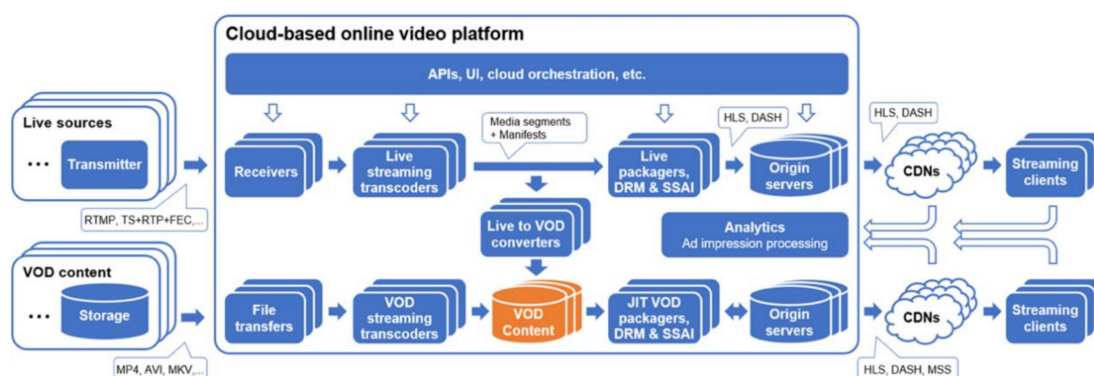 Cloud-based online video platform
APIs, UI, cloud orchestration, etc.
Live sources
...
Transmitter
RTMP, TS+RTP+FEC,...
Receivers
Live
streaming
transcoders
Media segments
+ Manifests
Live
packagers,
DRM & SSAI
HLS, DASH
Origin
servers
HLS, DASH
CDNs
Streaming
clients
Live to VOD
converters
Analytics
Ad impression processing
VOD content
...
Storage
MP4, AVI, MKV,...
File
transfers
VOD
streaming
transcoders
VOD
Content
JIT VOD
packagers,
DRM & SSAI
Origin
servers
CDNs
HLS, DASH, MSS
Streaming
clients